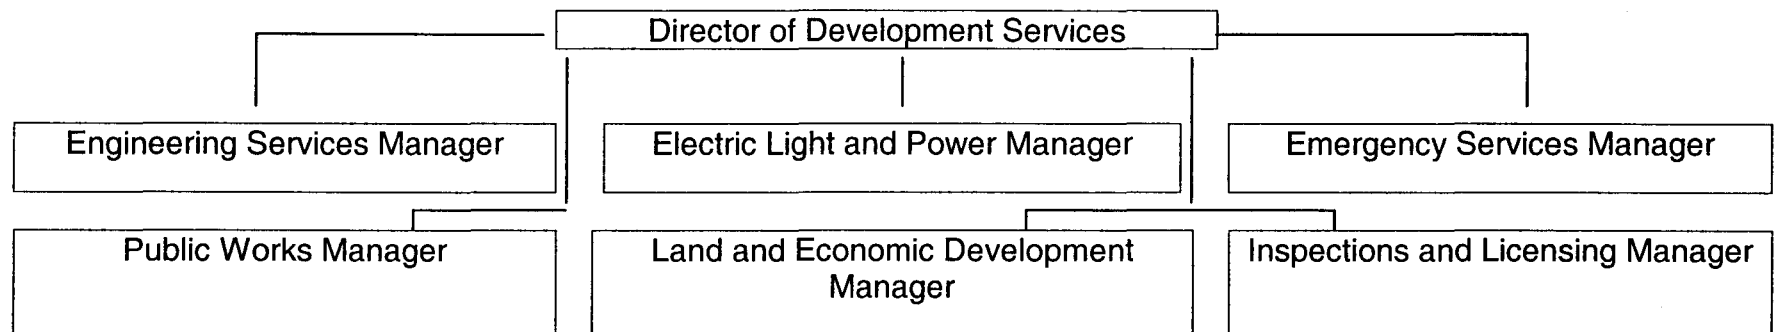 Director of Development Services
Engineering Services Manager
Electric Light and Power Manager
Emergency Services Manager
Public Works Manager
Land and Economic Development
Manager
Inspections and Licensing Manager